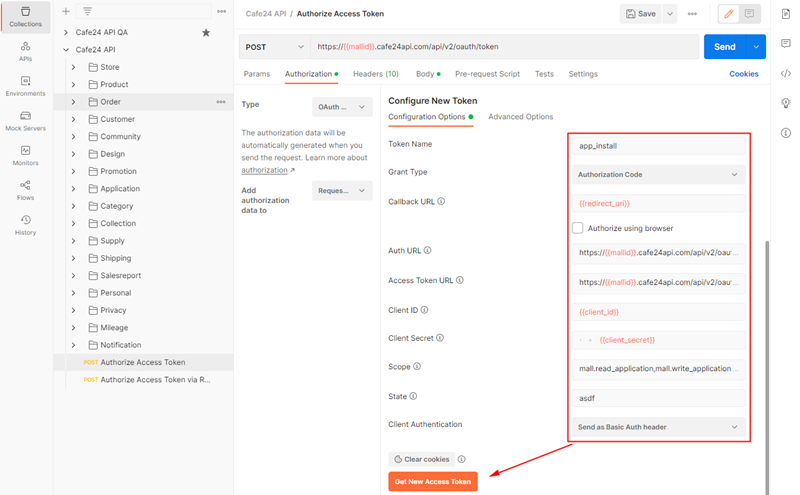 Collections
APIs
Environments
Mock Servers
Monitors
Flows
History
Cafe24 API QA
Cafe24 API
Store
Product
Order
Customer
Community
Design
Promotion
Application
Category
Collection
Supply
Shipping
Salesreport
Personal
Privacy
Mileage
Notification
POST Authorize Access Token
POST Authorize Access Token via R...
Cafe24 API / Authorize Access Token
Save
POST
https://{{mallid}}.cafe24api.com/api/v2/oauth/token
Send
Params Authorization Headers (10) Body Pre-request Script Tests Settings Cookies
Type
OAuth ...
The authorization data will be
automatically generated when you
send the request. Learn more about
authorization ↗
Add
authorization
data to
Reques...
Configure New Token
Configuration Options Advanced Options
Token Name app_install
Grant Type Authorization Code
Callback URL {{redirect_uri}}
Authorize using browser
Auth URL https://{{mallid}}.cafe24api.com/api/v2/oau...
Access Token URL https://{{mallid}}.cafe24api.com/api/v2/oau...
Client ID {{client_id}}
Client Secret {{client_secret}}
Scope mall.read_application,mall.write_application ...
State asdf
Client Authentication Send as Basic Auth header
Clear cookies
Get New Access Token